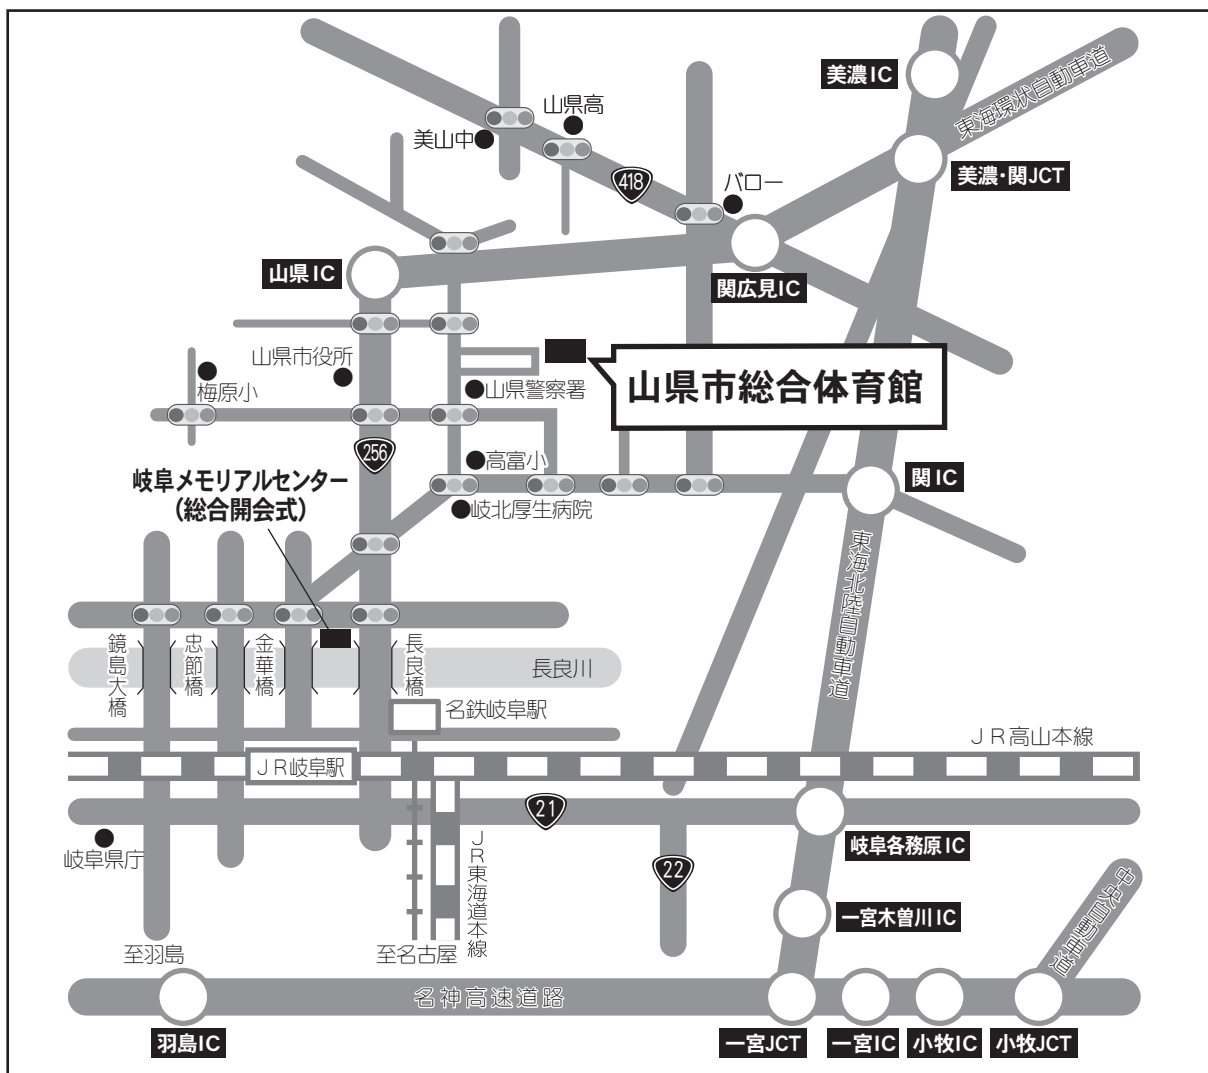 美濃IC
東海環状自動車道
山県高
美山中
美濃・関JCT
418
バロー
山県IC
関広見IC
山県市役所
梅原小
山県警察署
山県市総合体育館
256
高富小
岐阜メモリアルセンター
(総合開会式)
関IC
岐北厚生病院
東海北陸自動車道
鏡島大橋
忠節橋
金華橋
長良橋
長良川
名鉄岐阜駅
JR高山本線
JR岐阜駅
21
岐阜県庁
JR東海道本線
22
岐阜各務原IC
一宮木曽川IC
中央自動車道
至羽島
至名古屋
名神高速道路
羽島IC
一宮JCT
一宮IC
小牧IC
小牧JCT